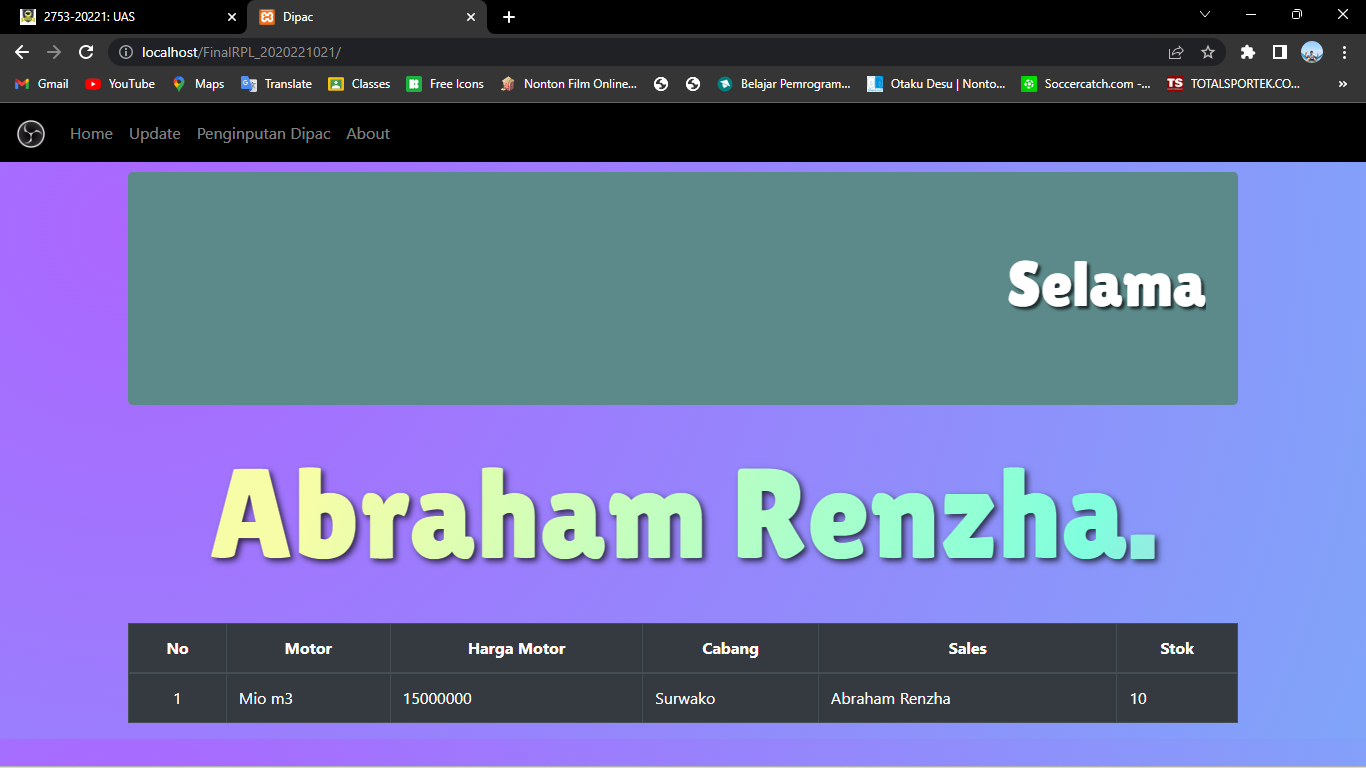 2753-20221: UAS
Dipac
localhost/FinalRPL_2020221021/
Gmail YouTube Maps Translate Classes Free Icons Nonton Film Online... Belajar Pemrogram... Otaku Desu | Nonto... Soccercatch.com -... TS TOTALSPORTEK.CO... »
Home Update Penginputan Dipac About
Selama
Abraham Renzha.
No Motor Harga Motor Cabang Sales Stok
1 Mio m3 15000000 Surwako Abraham Renzha 10